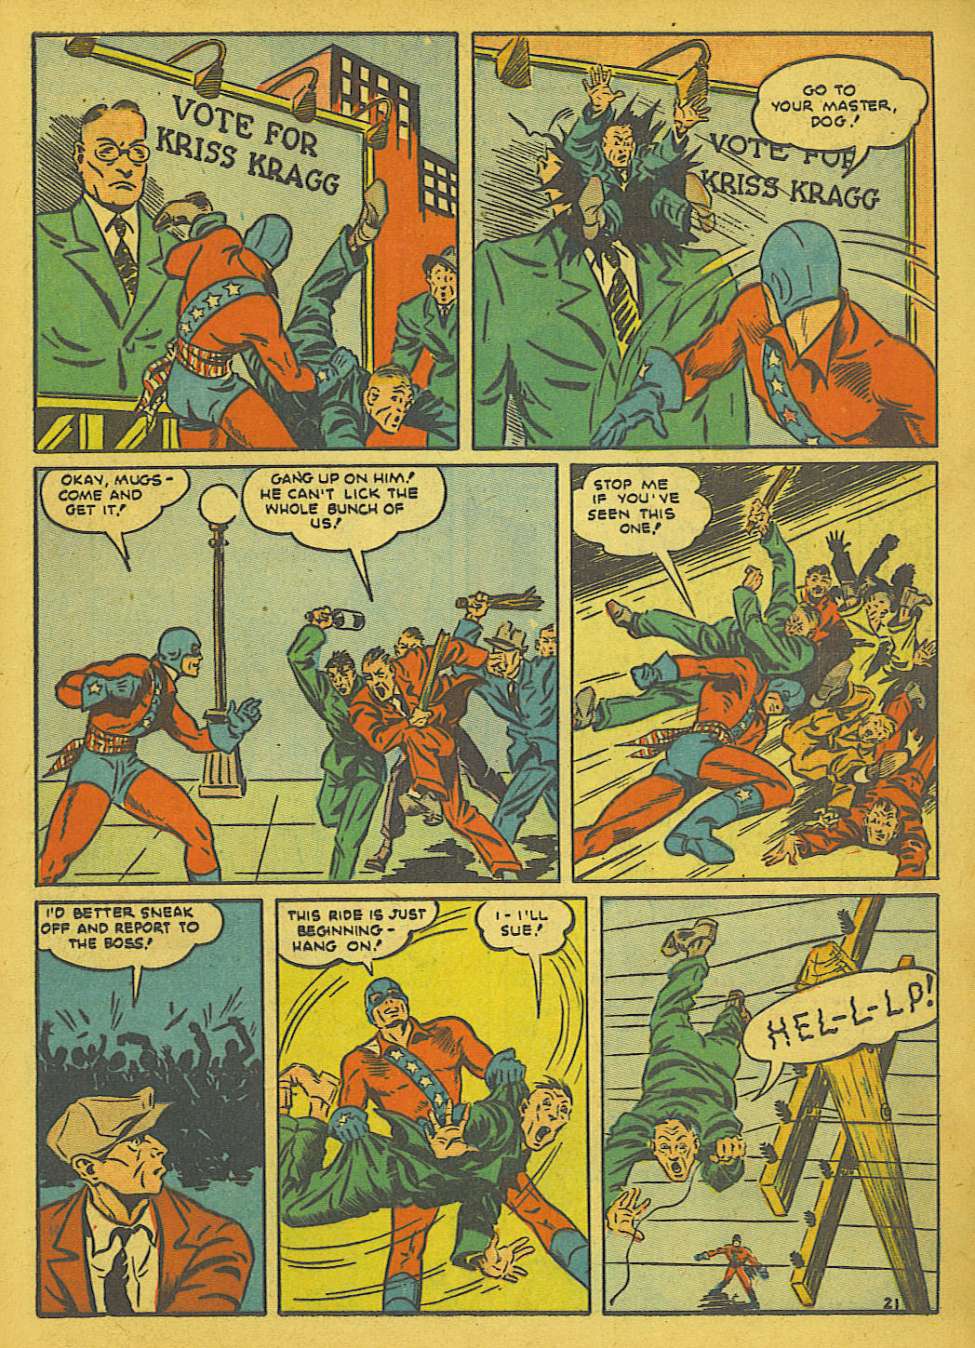 VOTE FOR
KRISS KRAGG
GO TO
YOUR MASTER,
DOG!
VOTE FOR
KRISS KRAGG
OKAY, MUGS-
COME AND
GET IT!
GANG UP ON HIM!
HE CAN'T LICK THE
WHOLE BUNCH OF
US!
STOP ME
IF YOU'VE
SEEN THIS
ONE!
I'D BETTER SNEAK
OFF AND REPORT TO
THE BOSS!
THIS RIDE IS JUST
BEGINNING-
HANG ON!
I-I'LL
SUE!
HEL-L-LP!
21